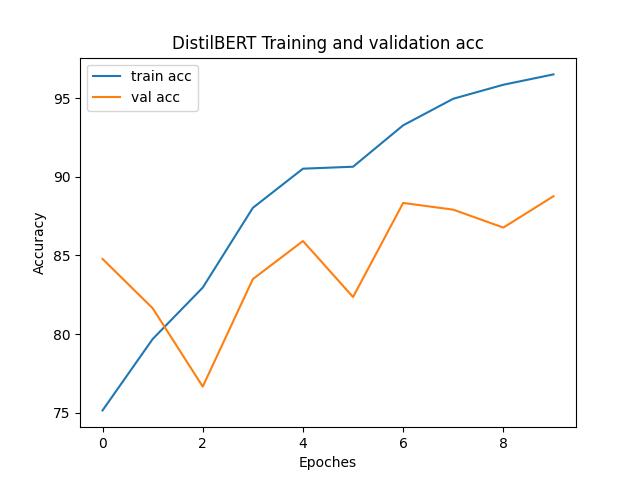 DistilBERT Training and validation acc
train acc
val acc
95
90
85
80
75
Accuracy
0 2 4 6 8
Epoches